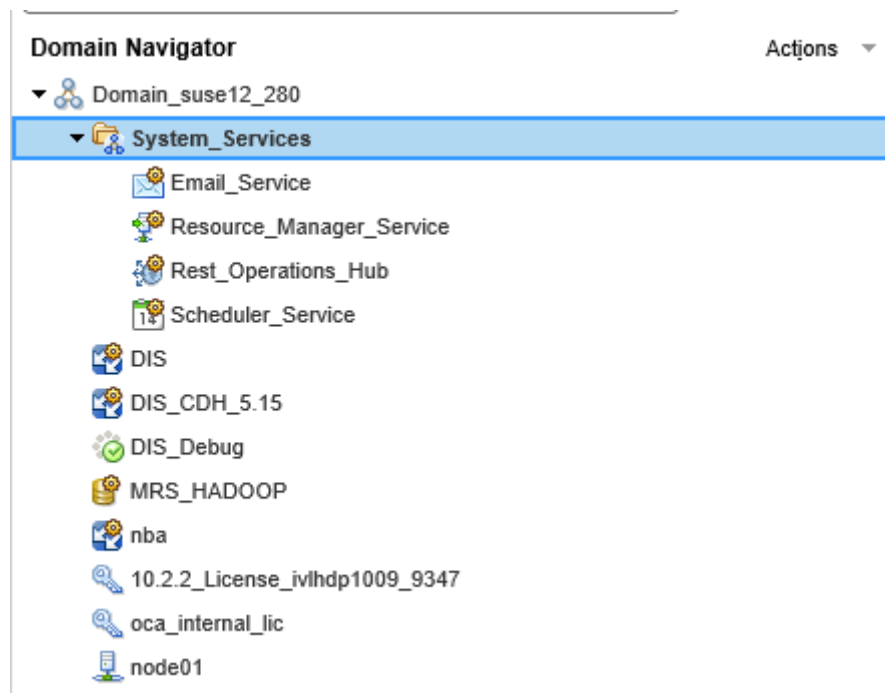 Domain Navigator Actions
Domain_suse12_280
System_Services
Email_Service
Resource_Manager_Service
Rest_Operations_Hub
14 Scheduler_Service
DIS
DIS_CDH_5.15
DIS_Debug
MRS_HADOOP
nba
10.2.2_License_ivlhdp1009_9347
oca_internal_lic
node01